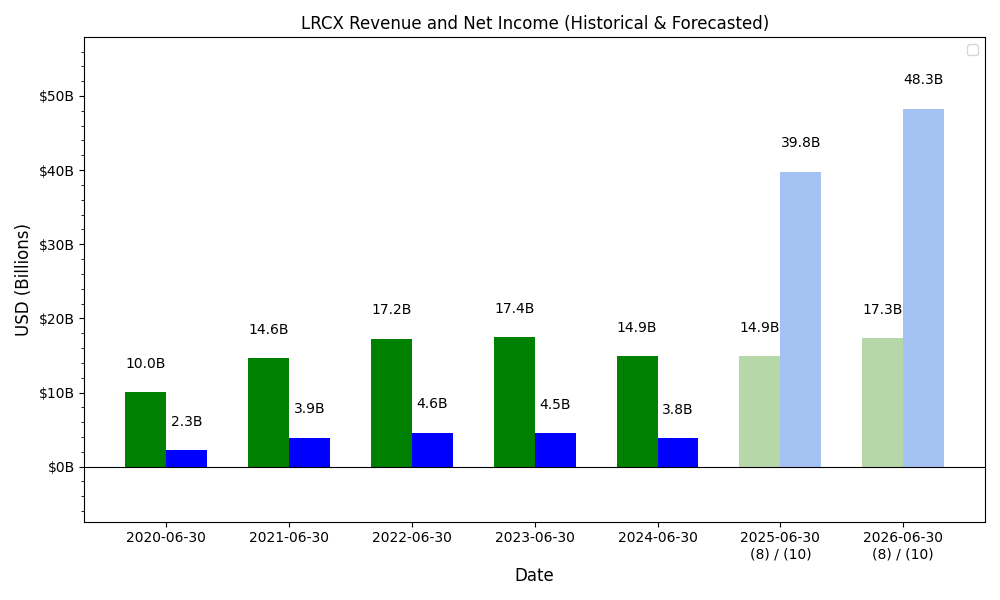 LRCX Revenue and Net Income (Historical & Forecasted)
USD (Billions)
$50B
$40B
$30B
$20B
$10B
$0B
10.0B
2.3B
14.6B
3.9B
17.2B
4.6B
17.4B
4.5B
14.9B
3.8B
14.9B
39.8B
17.3B
48.3B
2020-06-30
2021-06-30
2022-06-30
2023-06-30
2024-06-30
2025-06-30
(8) / (10)
2026-06-30
(8) / (10)
Date